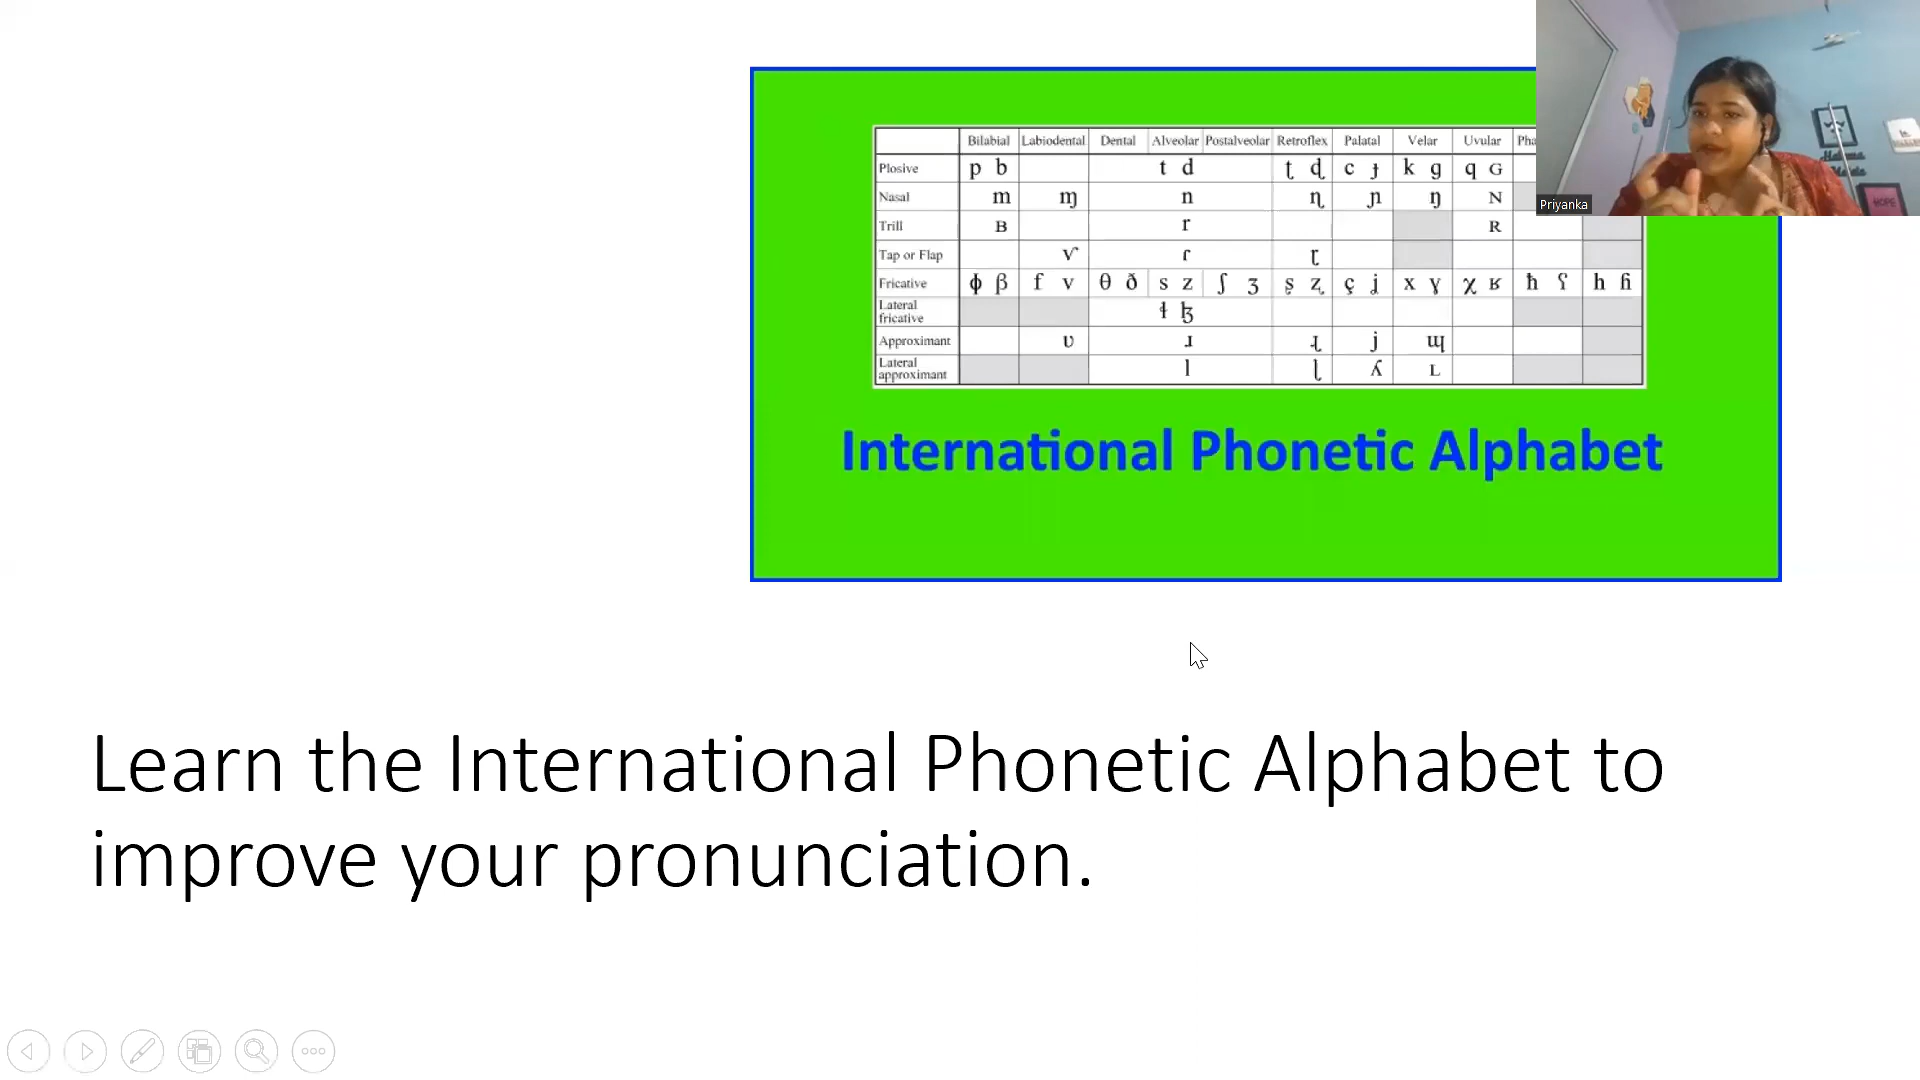 Bilabial Labiodental Dental Alveolar Postalveolar Retroflex Palatal Velar Uvular
Plosive p b t d ʈ ɖ c ɟ k g q ɢ
Nasal m ɱ n ɳ ɲ ŋ ɴ
Trill ʙ r ʀ
Tap or Flap ⱱ ɾ ɽ
Fricative ɸ β f v θ ð s z ʃ ʒ ʂ ʐ ç ʝ x ɣ χ ʁ ħ ʕ h ɦ
Lateral
fricative ɬ ɮ
Approximant ʋ ɹ ɻ j ɰ
Lateral
approximant l ɭ ʎ ʟ
International Phonetic Alphabet
Priyanka
HOPE
Learn the International Phonetic Alphabet to
improve your pronunciation.